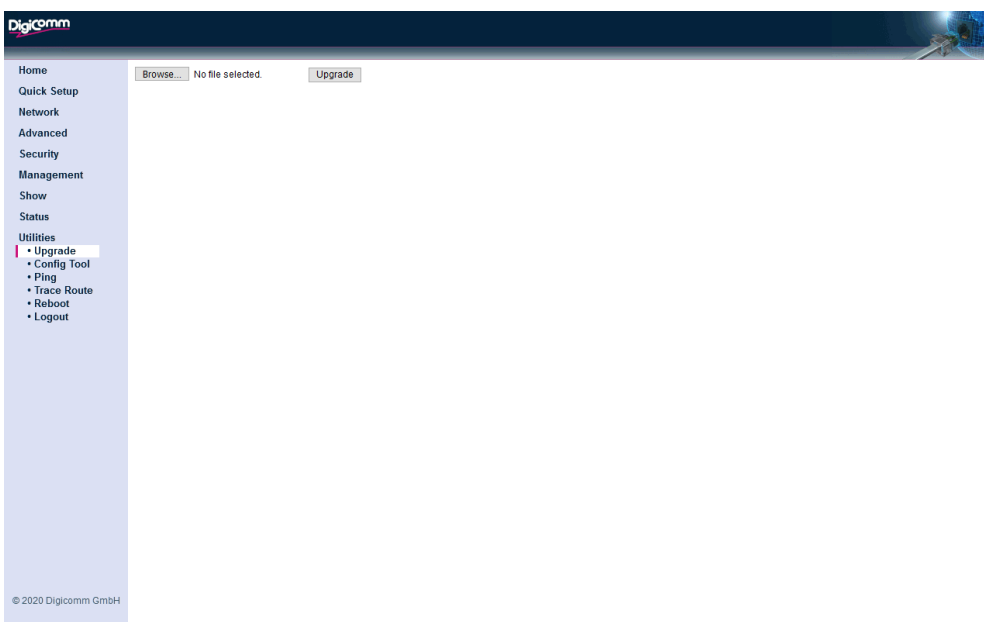 Digicomm
Home
Quick Setup
Network
Advanced
Security
Management
Show
Status
Utilities
• Upgrade
• Config Tool
• Ping
• Trace Route
• Reboot
• Logout
Browse... No file selected. Upgrade
© 2020 Digicomm GmbH